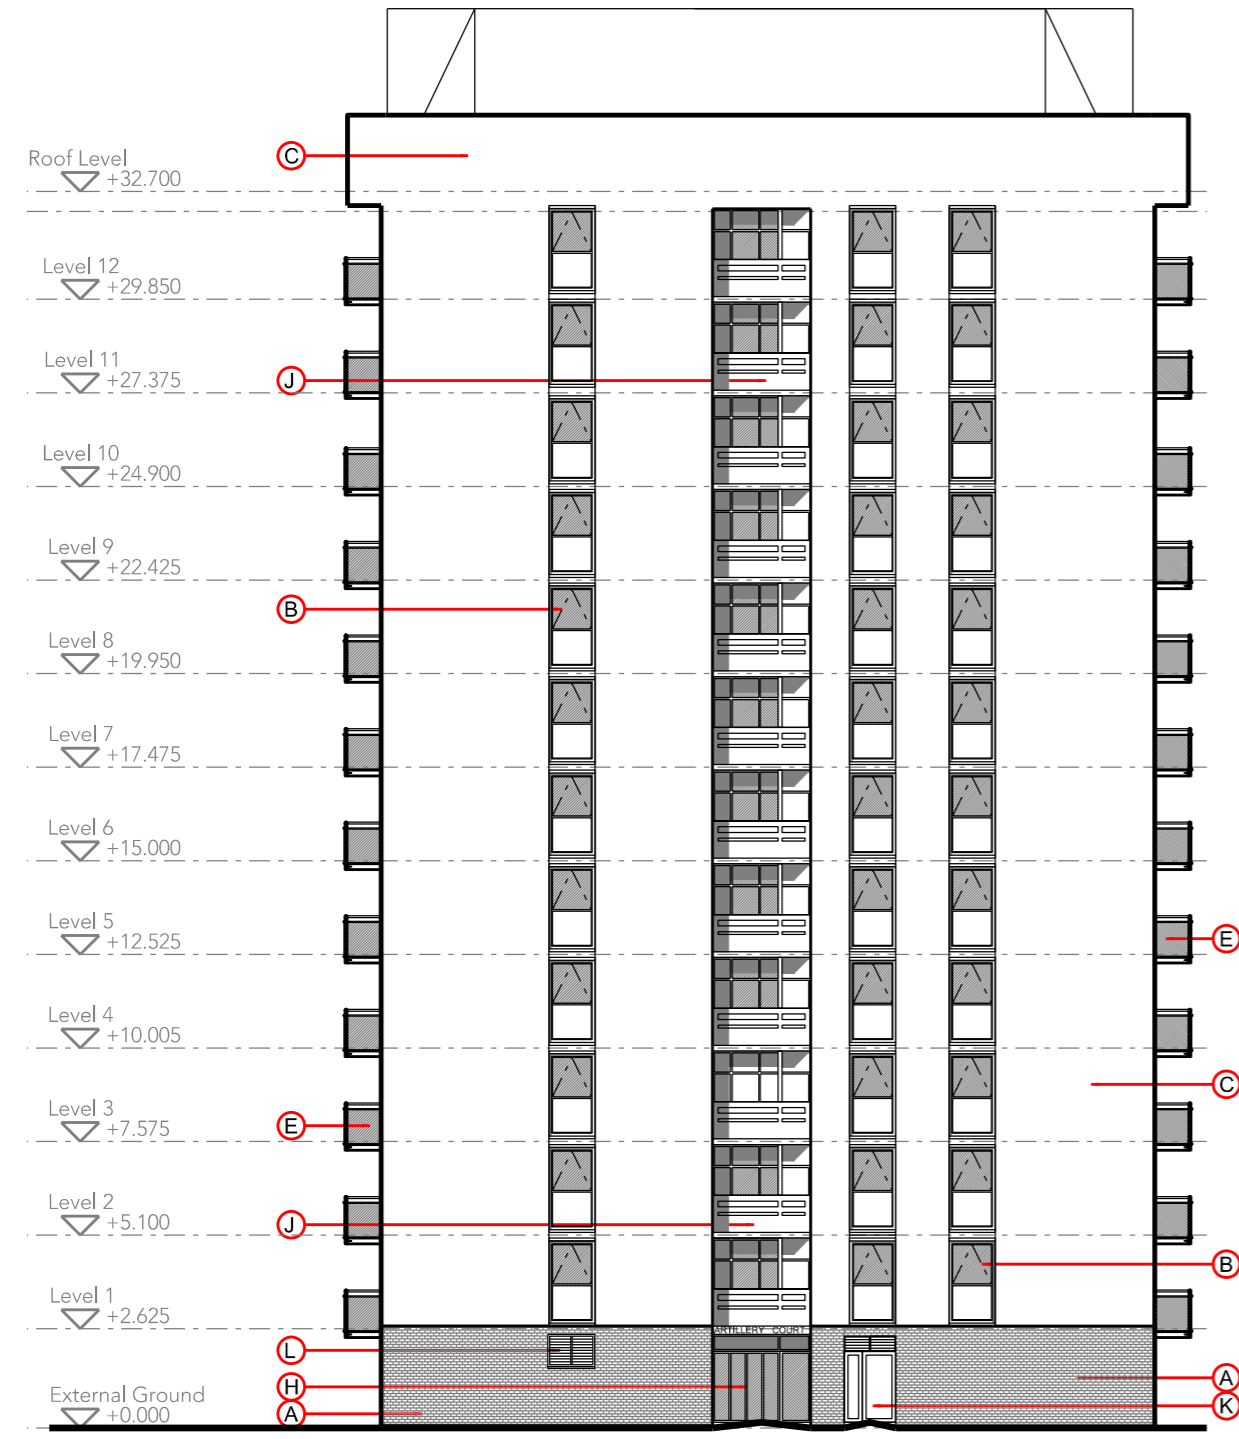 Roof Level
+32.700
C
Level 12
+29.850
Level 11
+27.375
J
Level 10
+24.900
Level 9
+22.425
B
Level 8
+19.950
Level 7
+17.475
Level 6
+15.000
Level 5
+12.525
E
Level 4
+10.005
C
Level 3
+7.575
E
Level 2
+5.100
J
B
Level 1
+2.625
ARTILLERY COURT
L
A
H
External Ground
+0.000
A
K